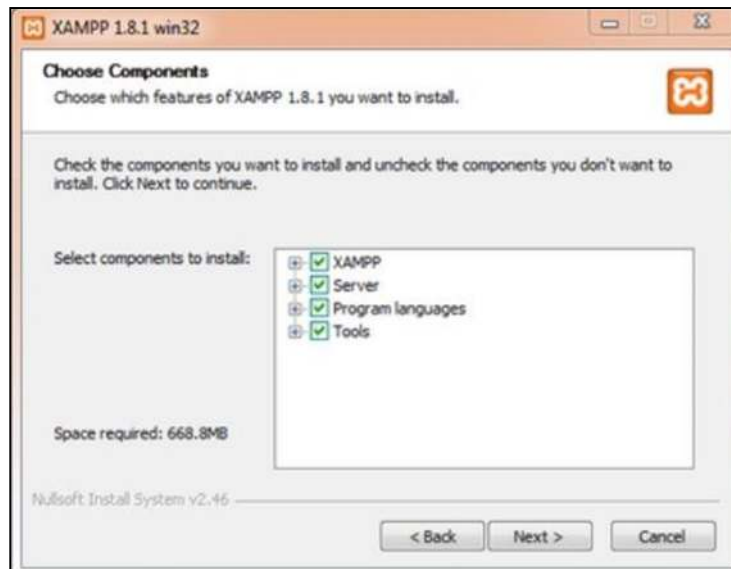 XAMPP 1.8.1 win32
Choose Components
Choose which features of XAMPP 1.8.1 you want to install.
Check the components you want to install and uncheck the components you don't want to
install. Click Next to continue.
Select components to install:
XAMPP
Server
Program languages
Tools
Space required: 668.8MB
Nullsoft Install System v2.46
< Back
Next >
Cancel